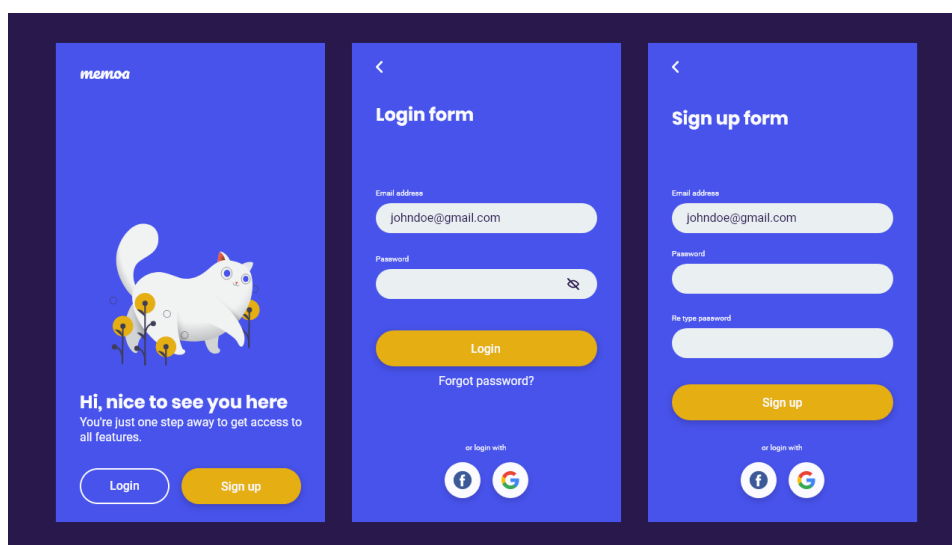 memoa
Hi, nice to see you here
You're just one step away to get access to
all features.
Login
Sign up
Login form
Email address
johndoe@gmail.com
Password
Login
Forgot password?
or login with
f
G
Sign up form
Email address
johndoe@gmail.com
Password
Re type password
Sign up
or login with
f
G